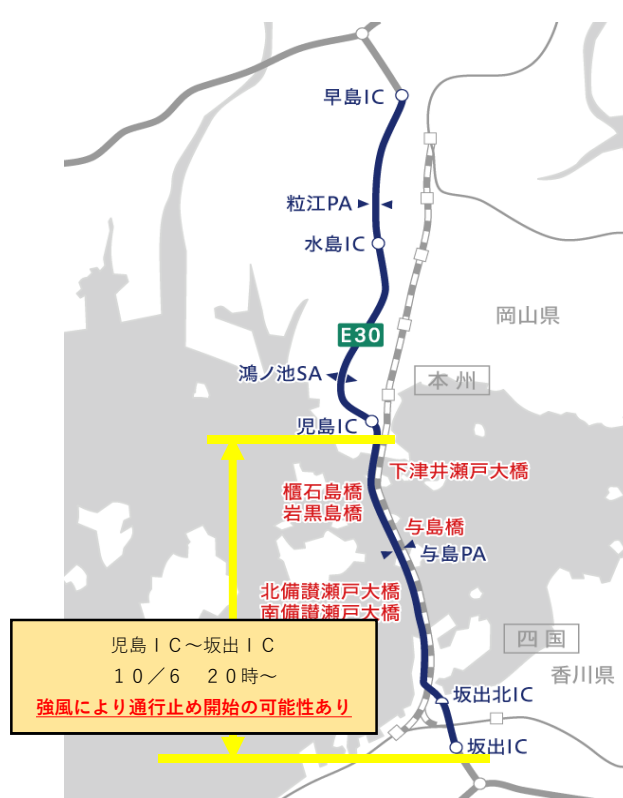 早島IC
粒江PA
水島IC
岡山県
E30
鴻ノ池SA
本州
児島IC
下津井瀬戸大橋
櫃石島橋
岩黒島橋
与島橋
与島PA
北備讃瀬戸大橋
南備讃瀬戸大橋
児島ＩＣ～坂出ＩＣ
１０／６　２０時～
強風により通行止め開始の可能性あり
四国
香川県
坂出北IC
坂出IC